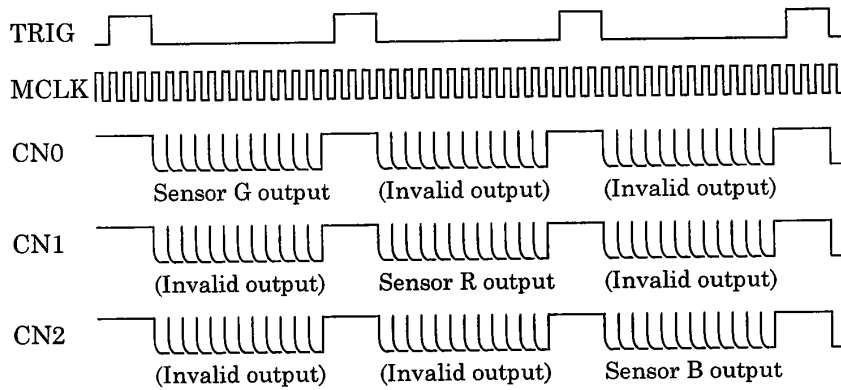 TRIG
MCLK
CN0
Sensor G output (Invalid output) (Invalid output)
CN1
(Invalid output) Sensor R output (Invalid output)
CN2
(Invalid output) (Invalid output) Sensor B output